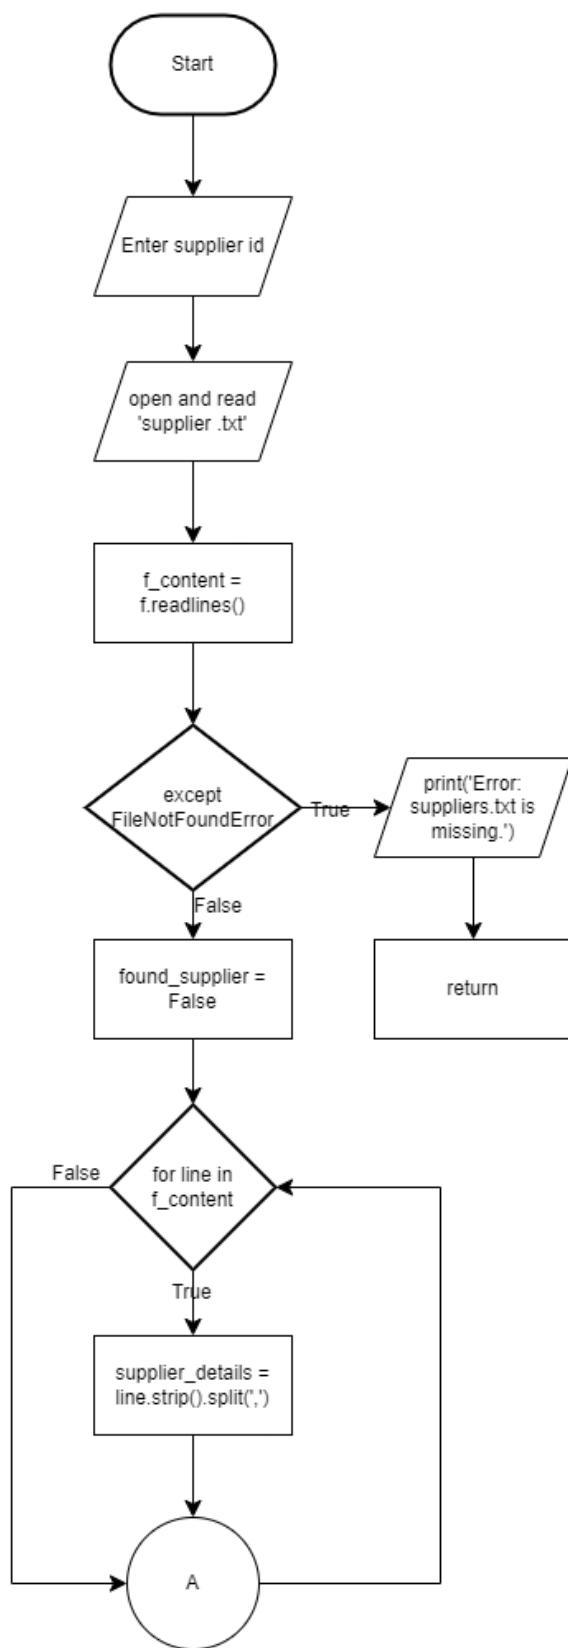 Start
Enter supplier id
open and read
'supplier .txt'
f_content =
f.readlines()
except
FileNotFoundError
True
print('Error:
suppliers.txt is
missing.')
False
found_supplier =
False
return
False
for line in
f_content
True
supplier_details =
line.strip().split(',')
A